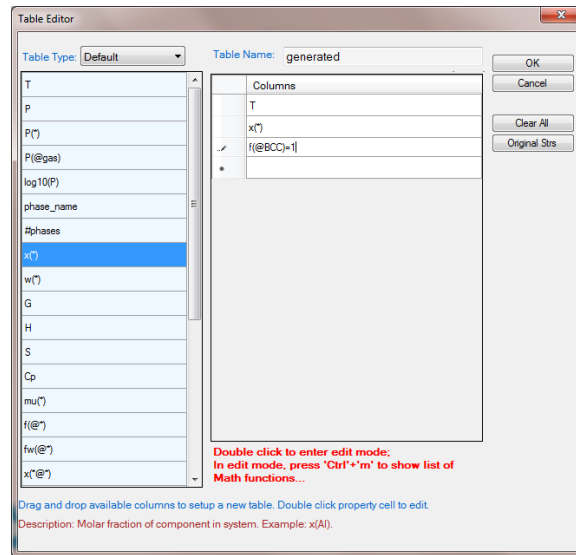 Table Editor
Table Type: Default
Table Name: generated
OK
Cancel
Clear All
Original Strs
T
P
P(*)
P(@gas)
log10(P)
phase_name
#phases
x(*)
w(*)
G
H
S
Cp
mu(*)
f(@*)
fw(@*)
x(*@*)
Columns
T
x(*)
f(@BCC)=1
Double click to enter edit mode;
In edit mode, press 'Ctrl'+'m' to show list of
Math functions...
Drag and drop available columns to setup a new table. Double click property cell to edit.
Description: Molar fraction of component in system. Example: x(Al).